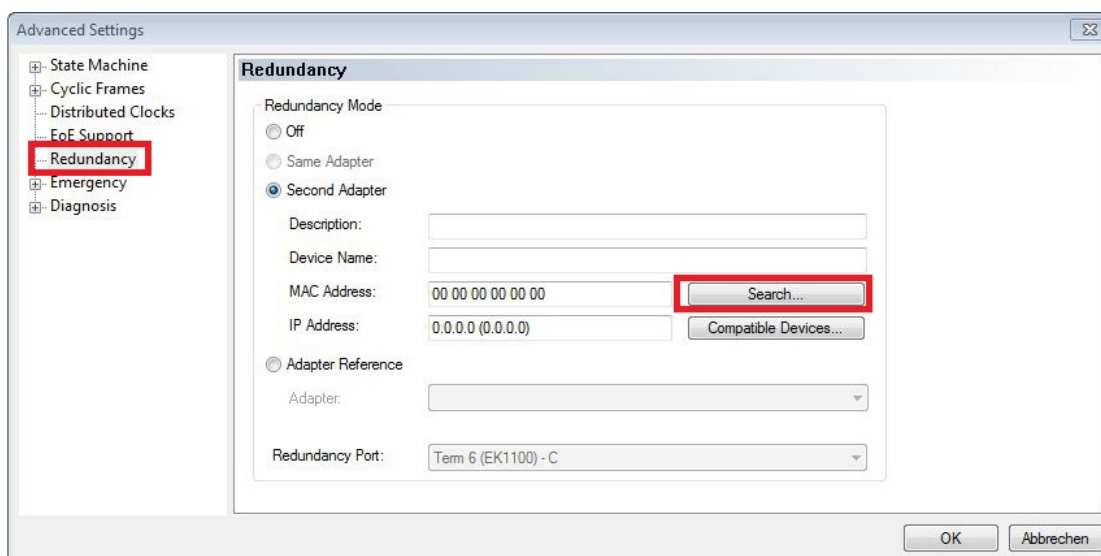 Advanced Settings
State Machine
Cyclic Frames
Distributed Clocks
EoE Support
Redundancy
Emergency
Diagnosis
Redundancy
Redundancy Mode
Off
Same Adapter
Second Adapter
Description:
Device Name:
MAC Address: 00 00 00 00 00 00 Search...
IP Address: 0.0.0.0 (0.0.0.0) Compatible Devices...
Adapter Reference
Adapter:
Redundancy Port: Term 6 (EK1100) - C
OK Abbrechen